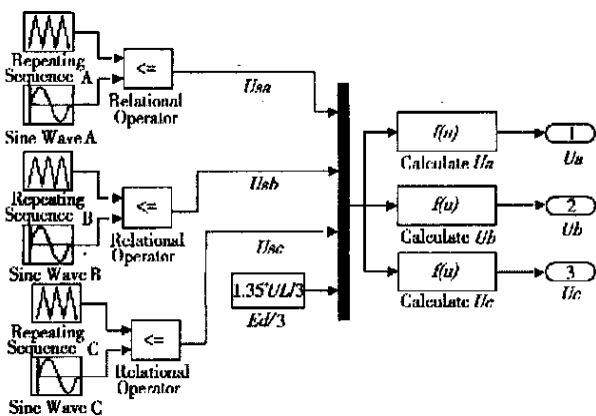 Repeating
Sequence A
<=
Relational
Operator
Usa
Sine Wave A
Repeating
Sequence B
<=
Relational
Operator
Usb
Sine Wave B
Repeating
Sequence C
<=
Relational
Operator
Usc
Sine Wave C
1.35*UL/3
Ed/3
f(u)
Calculate Ua
1
Ua
f(u)
Calculate Ub
2
Ub
f(u)
Calculate Uc
3
Uc